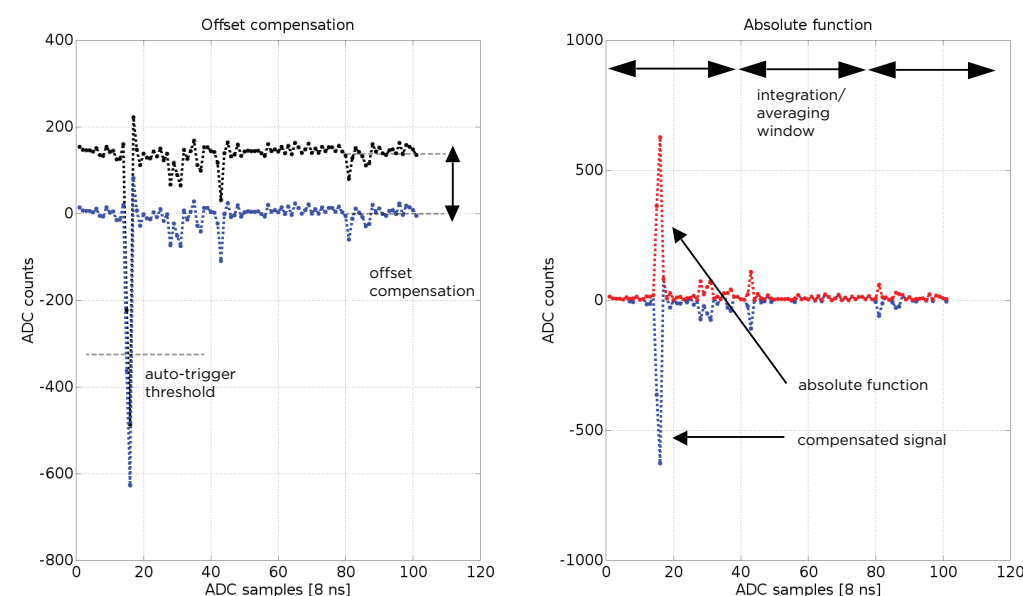 Offset compensation
400
200
0
-200
-400
-600
-800
ADC counts
offset
compensation
auto-trigger
threshold
0
20
40
60
80
100
120
ADC samples [8 ns]
Absolute function
1000
500
0
-500
-1000
ADC counts
integration/
averaging
window
absolute function
compensated signal
0
20
40
60
80
100
120
ADC samples [8 ns]